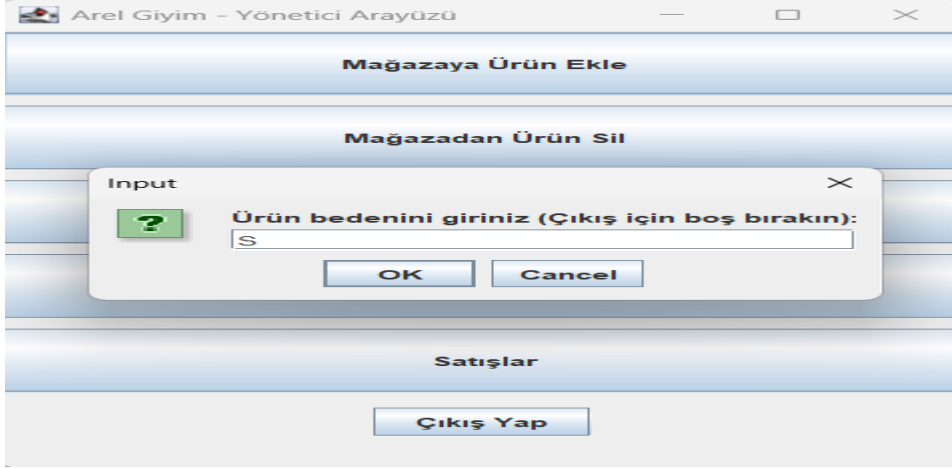 Arel Giyim - Yönetici Arayüzü
Mağazaya Ürün Ekle
Mağazadan Ürün Sil
Input
Ürün bedenini giriniz (Çıkış için boş bırakın):
S
OK Cancel
Satışlar
Çıkış Yap